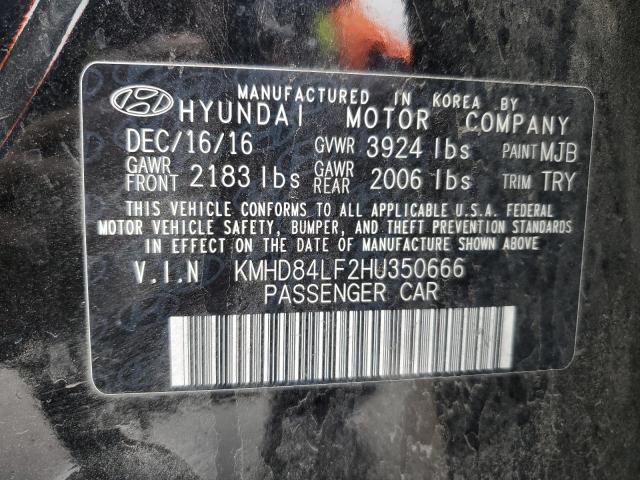 MANUFACTURED IN KOREA BY
HYUNDAI MOTOR COMPANY
DEC/16/16 GVWR 3924 lbs PAINT MJB
GAWR FRONT 2183 lbs GAWR REAR 2006 lbs TRIM TRY
THIS VEHICLE CONFORMS TO ALL APPLICABLE U.S.A. FEDERAL
MOTOR VEHICLE SAFETY, BUMPER, AND THEFT PREVENTION STANDARDS
IN EFFECT ON THE DATE OF MANUFACTURE SHOWN ABOVE
V.I.N KMHD84LF2HU350666
PASSENGER CAR